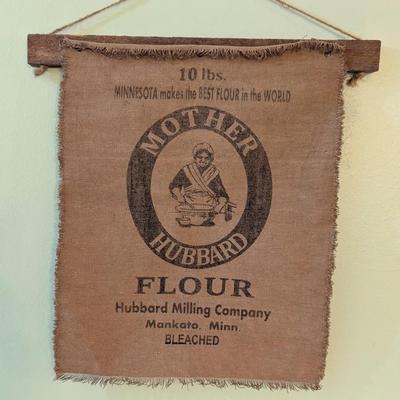 10 lbs.
MINNESOTA makes the BEST FLOUR in the WORLD
MOTHER
HUBBARD
FLOUR
Hubbard Milling Company
Mankato, Minn.
BLEACHED